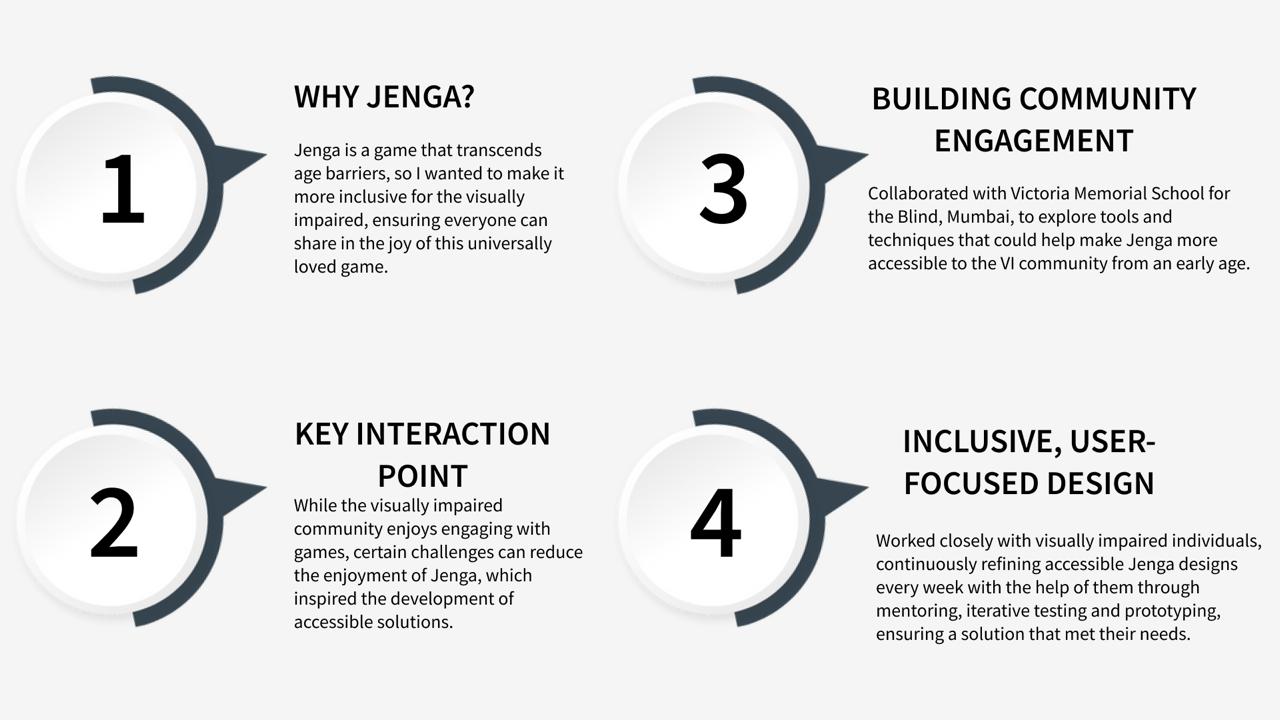 1
WHY JENGA?
Jenga is a game that transcends
age barriers, so I wanted to make it
more inclusive for the visually
impaired, ensuring everyone can
share in the joy of this universally
loved game.
2
KEY INTERACTION
POINT
While the visually impaired
community enjoys engaging with
games, certain challenges can reduce
the enjoyment of Jenga, which
inspired the development of
accessible solutions.
3
BUILDING COMMUNITY
ENGAGEMENT
Collaborated with Victoria Memorial School for
the Blind, Mumbai, to explore tools and
techniques that could help make Jenga more
accessible to the VI community from an early age.
4
INCLUSIVE, USER-
FOCUSED DESIGN
Worked closely with visually impaired individuals,
continuously refining accessible Jenga designs
every week with the help of them through
mentoring, iterative testing and prototyping,
ensuring a solution that met their needs.